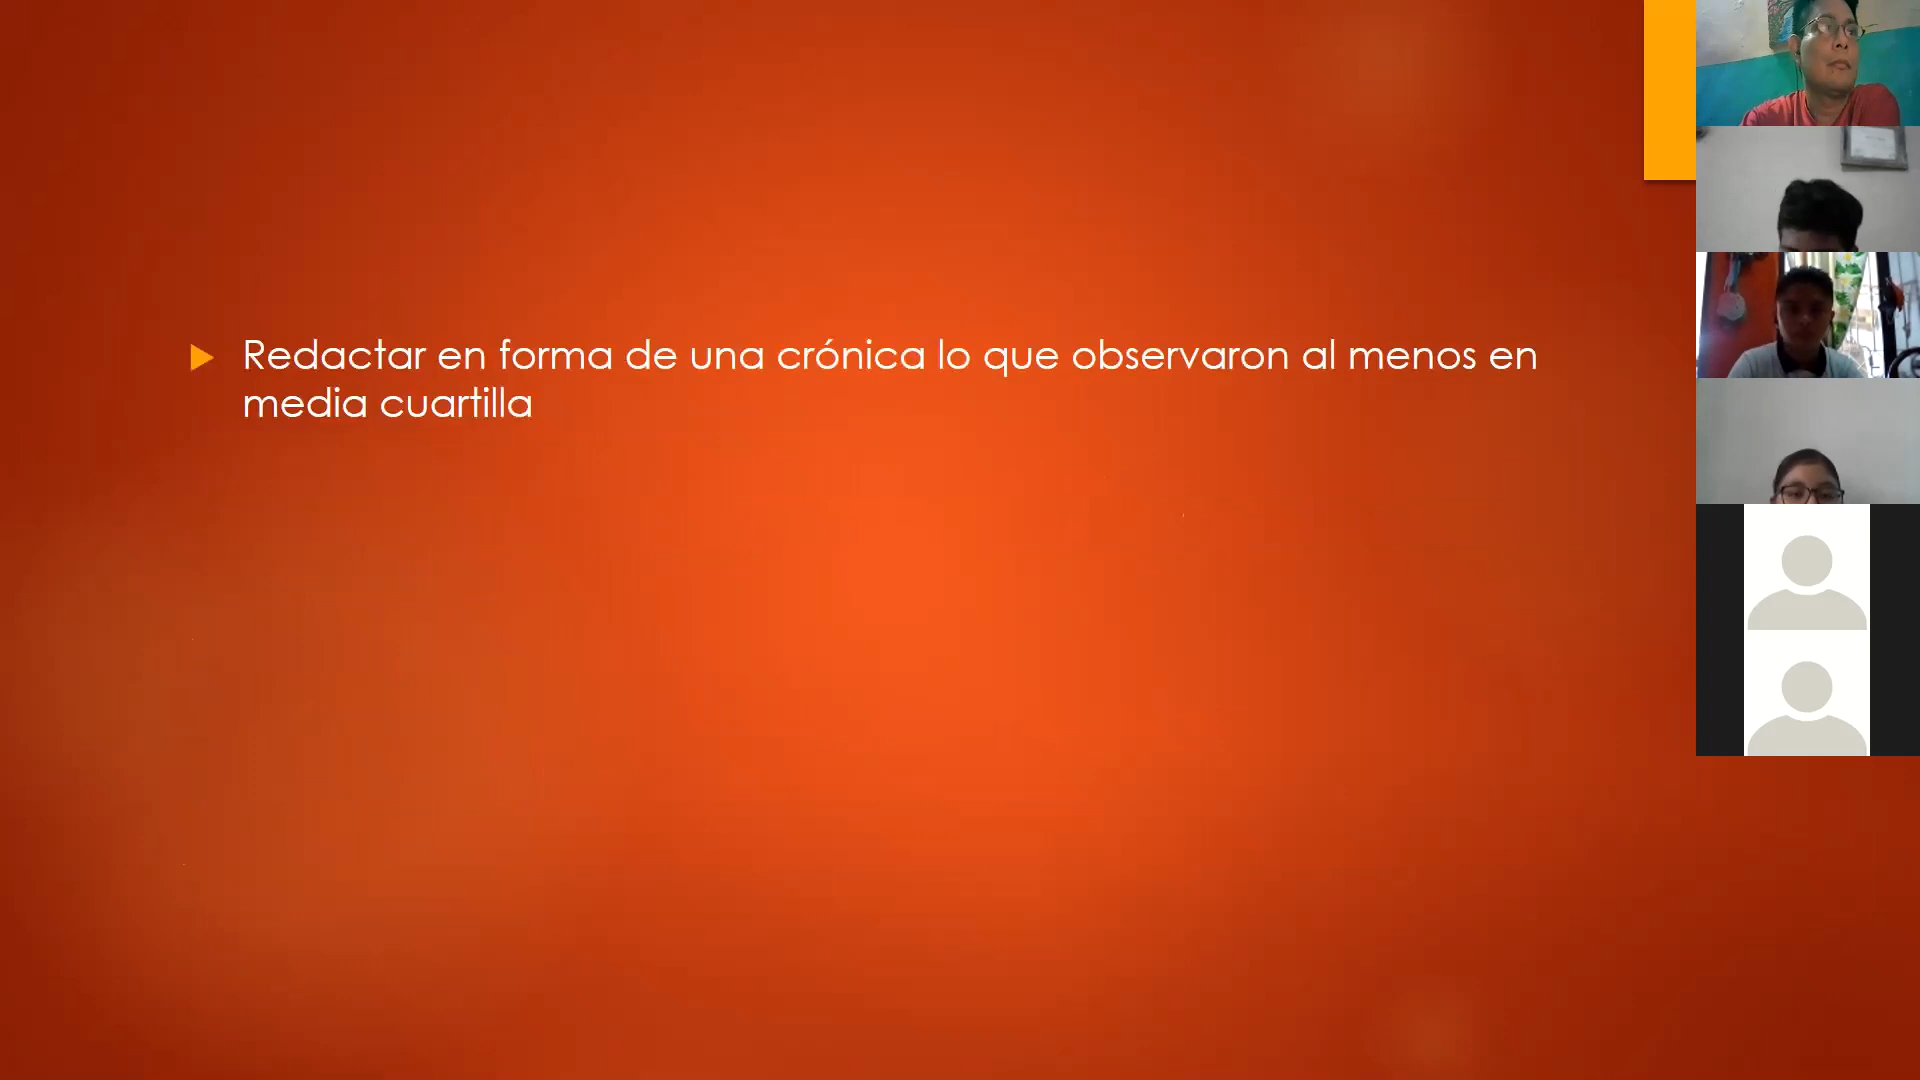 Redactar en forma de una crónica lo que observaron al menos en
media cuartilla